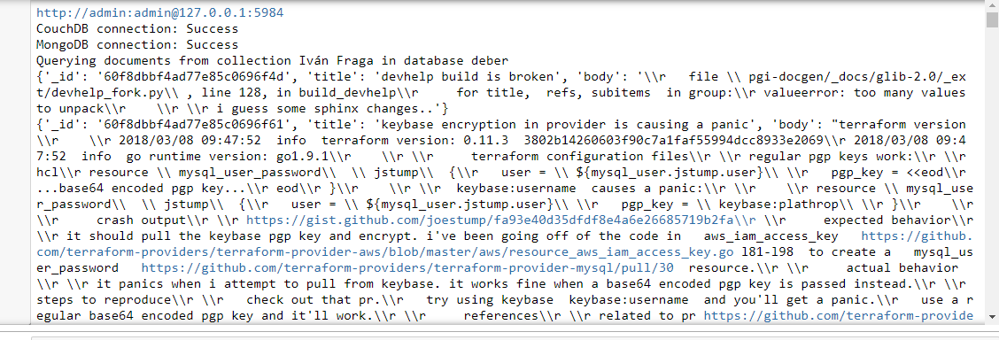 http://admin:admin@127.0.0.1:5984
CouchDB connection: Success
MongoDB connection: Success
Querying documents from collection Iván Fraga in database deber
{'_id': '60f8dbbf4ad77e85c0696f4d', 'title': 'devhelp build is broken', 'body': '\\r   file \\ pgi-docgen/_docs/glib-2.0/_ex
t/devhelp_fork.py\\ , line 128, in build_devhelp\\r     for title,  refs, subitems  in group:\\r valueerror: too many values
to unpack\\r    \\r \\r i guess some sphinx changes..'}
{'_id': '60f8dbbf4ad77e85c0696f61', 'title': 'keybase encryption in provider is causing a panic', 'body': "terraform version
\\r    \\r 2018/03/08 09:47:52  info  terraform version: 0.11.3  3802b14260603f90c7a1faf55994dcc8933e2069\\r 2018/03/08 09:4
7:52  info  go runtime version: go1.9.1\\r    \\r \\r     terraform configuration files\\r \\r regular pgp keys work:\\r \\r
hcl\\r resource \\ mysql_user_password\\  \\ jstump\\  {\\r   user = \\ ${mysql_user.jstump.user}\\ \\r   pgp_key = <<eod\\r
...base64 encoded pgp key...\\r eod\\r }\\r    \\r \\r  keybase:username  causes a panic:\\r \\r    \\r resource \\ mysql_use
r_password\\  \\ jstump\\  {\\r   user = \\ ${mysql_user.jstump.user}\\ \\r   pgp_key = \\ keybase:plathrop\\ \\r }\\r    \\r
\\r     crash output\\r \\r https://gist.github.com/joestump/fa93e40d35dfdf8e4a6e26685719b2fa\\r \\r     expected behavior\\r
\\r it should pull the keybase pgp key and encrypt. i've been going off of the code in   aws_iam_access_key   https://github.
com/terraform-providers/terraform-provider-aws/blob/master/aws/resource_aws_iam_access_key.go l81-l98  to create a   mysql_us
er_password   https://github.com/terraform-providers/terraform-provider-mysql/pull/30  resource.\\r \\r     actual behavior
\\r \\r it panics when i attempt to pull from keybase. it works fine when a base64 encoded pgp key is passed instead.\\r \\r
steps to reproduce\\r \\r   check out that pr.\\r   try using keybase  keybase:username  and you'll get a panic.\\r   use a r
egular base64 encoded pgp key and it'll work.\\r \\r     references\\r \\r related to pr https://github.com/terraform-provide